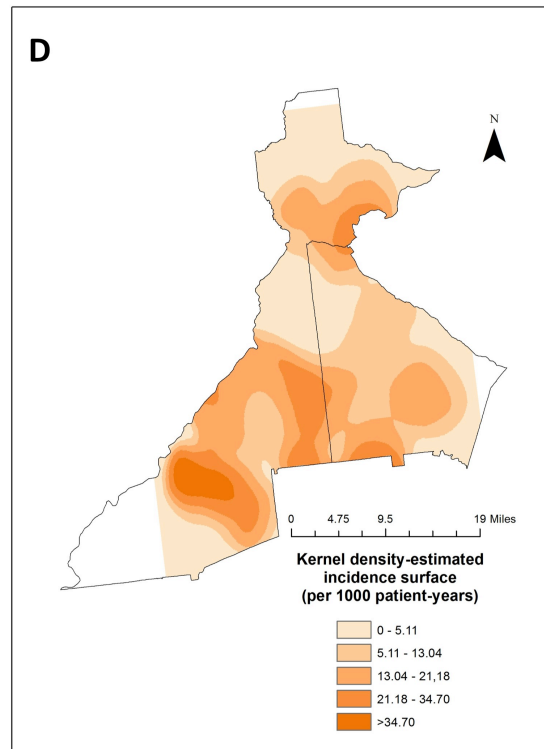 D
N
0 4.75 9.5 19 Miles
Kernel density-estimated
incidence surface
(per 1000 patient-years)
0 - 5.11
5.11 - 13.04
13.04 - 21,18
21.18 - 34.70
>34.70